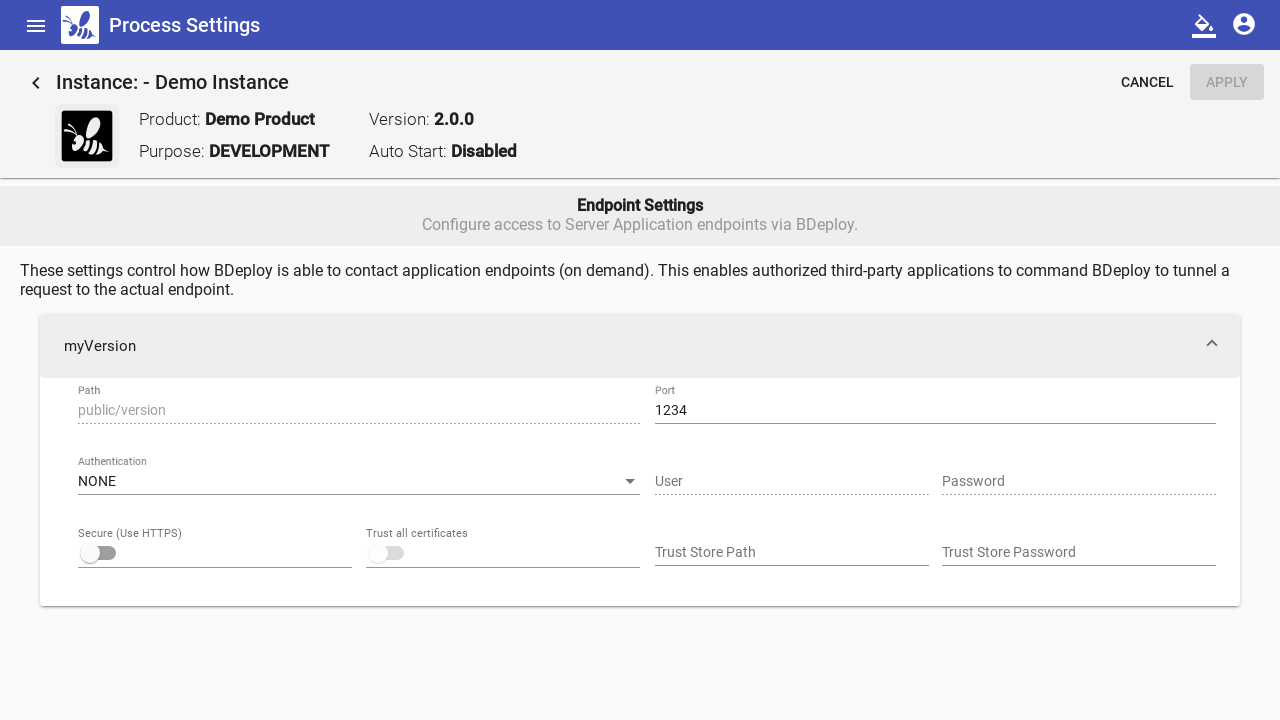 Process Settings
Instance: - Demo Instance
CANCEL
APPLY
Product: Demo Product
Version: 2.0.0
Purpose: DEVELOPMENT
Auto Start: Disabled
Endpoint Settings
Configure access to Server Application endpoints via BDeploy.
These settings control how BDeploy is able to contact application endpoints (on demand). This enables authorized third-party applications to command BDeploy to tunnel a
request to the actual endpoint.
myVersion
Path
Port
public/version
1234
Authentication
NONE
User
Password
Secure (Use HTTPS)
Trust all certificates
Trust Store Path
Trust Store Password